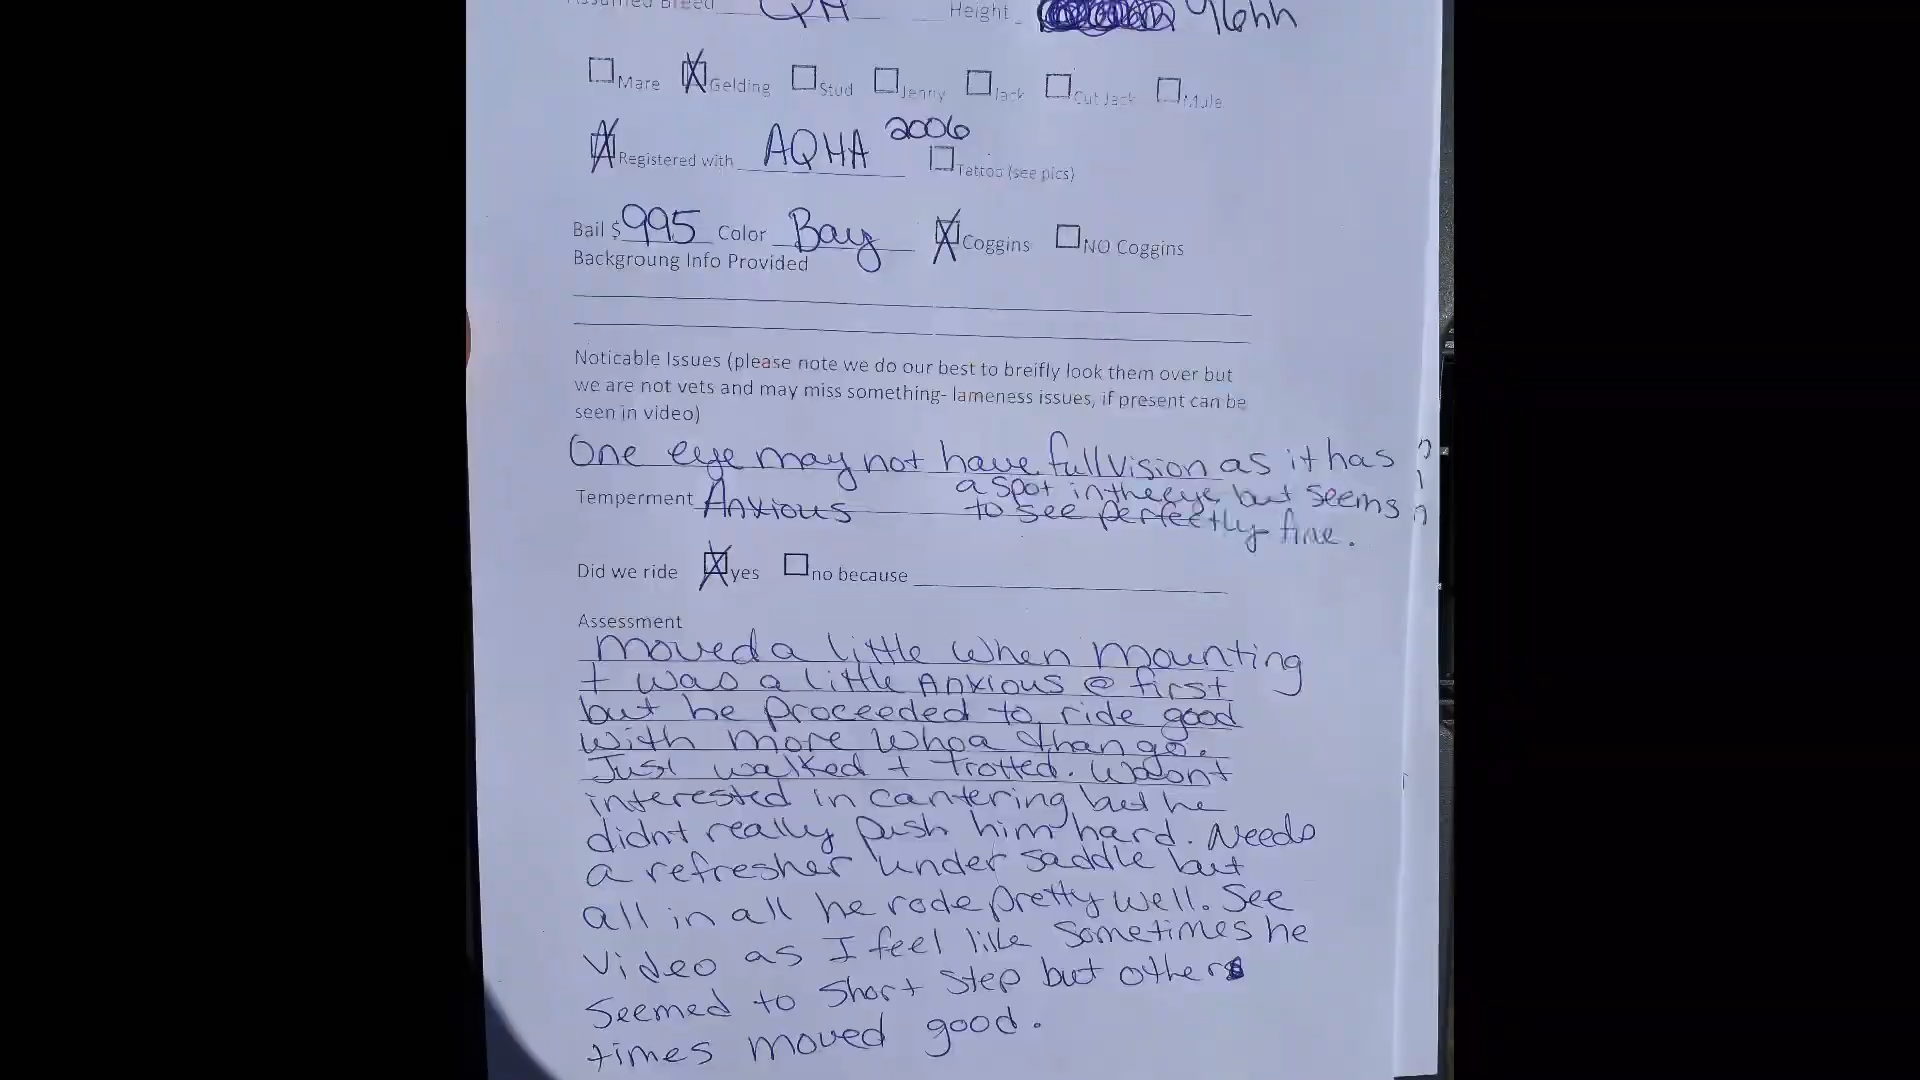 Assumed Breed QH Height 16hh
Mare Gelding Stud Jenny Jack Cut Jack Mule
2006
Registered with AQHA Tattoo (see pics)
Bail $995 Color Bay Coggins NO Coggins
Backgroung Info Provided
Noticable Issues (please note we do our best to breifly look them over but
we are not vets and may miss something- lameness issues, if present can be
seen in video)
One eye may not have full vision as it has
a spot in the eye but seems
Temperment Anxious to see perfectly fine.
Did we ride yes no because
Assessment
moved a little when mounting
+ was a little Anxious @ first
but he proceeded to ride good
with more whoa than go.
Just walked + trotted. Wasnt
interested in cantering but he
didnt really push him hard. Needs
a refresher under saddle but
all in all he rode pretty well. See
Video as I feel like sometimes he
seemed to short step but other
times moved good.